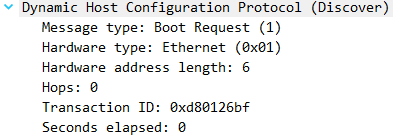 Dynamic Host Configuration Protocol (Discover)
Message type: Boot Request (1)
Hardware type: Ethernet (0x01)
Hardware address length: 6
Hops: 0
Transaction ID: 0xd80126bf
Seconds elapsed: 0